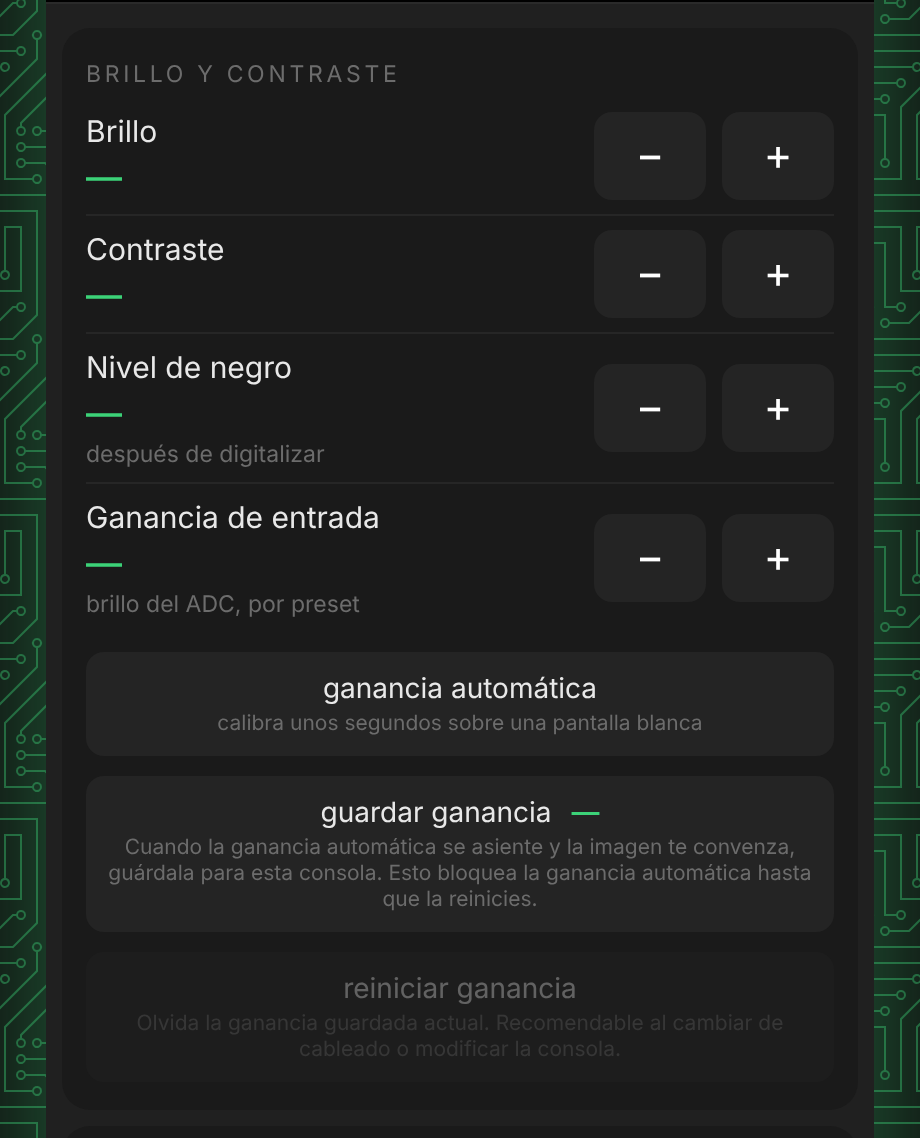 BRILLO Y CONTRASTE
Brillo
—
− +
Contraste
—
− +
Nivel de negro
—
después de digitalizar
− +
Ganancia de entrada
—
brillo del ADC, por preset
− +
ganancia automática
calibra unos segundos sobre una pantalla blanca
guardar ganancia —
Cuando la ganancia automática se asiente y la imagen te convenza,
guárdala para esta consola. Esto bloquea la ganancia automática hasta
que la reinicies.
reiniciar ganancia
Olvida la ganancia guardada actual. Recomendable al cambiar de
cableado o modificar la consola.